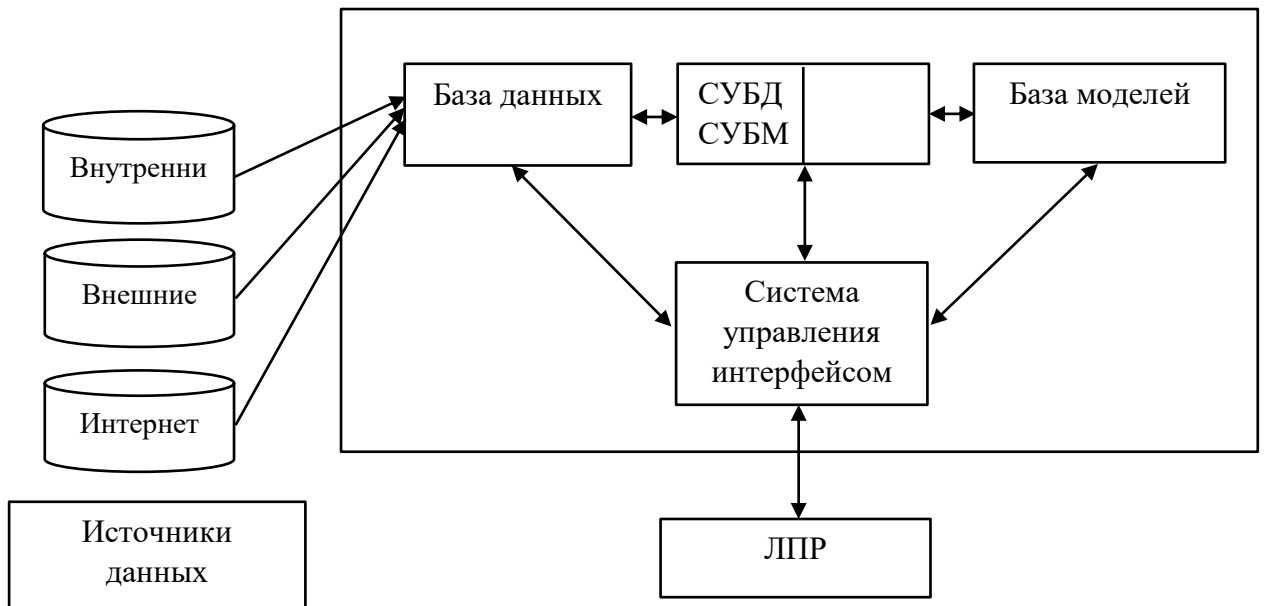 База данных
СУБД
СУБМ
База моделей
Внутренни
Внешние
Интернет
Система
управления
интерфейсом
Источники
данных
ЛПР